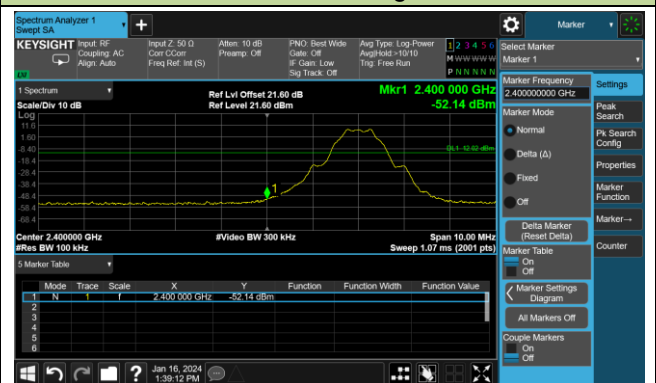 Spectrum Analyzer 1
Swept SA
+
Marker
KEYSIGHT
Input: RF
Coupling: AC
Align: Auto
Input Z: 50 Ω
Corr CCorr
Freq Ref: Int (S)
Atten: 10 dB
Preamp: Off
PNO: Best Wide
Gate: Off
IF Gain: Low
Sig Track: Off
Avg Type: Log-Power
Avg|Hold:>10/10
Trig: Free Run
1 2 3 4 5 6
M W W W W W
P N N N N N
LXI
Select Marker
Marker 1
Marker Frequency
2.400000000 GHz
Settings
Peak
Search
Pk Search
Config
Properties
Marker
Function
Marker→
Counter
Marker Mode
Normal
Delta (Δ)
Fixed
Off
Delta Marker
(Reset Delta)
Marker Table
On
Off
Marker Settings
Diagram
All Markers Off
Couple Markers
On
Off
1 Spectrum
Scale/Div 10 dB
Ref Lvl Offset 21.60 dB
Ref Level 21.60 dBm
Mkr1 2.400 000 GHz
-52.14 dBm
Log
11.6
1.60
-8.40
-18.4
-28.4
-38.4
-48.4
-58.4
-68.4
DL1 -12.62 dBm
1
Center 2.400000 GHz
#Res BW 100 kHz
#Video BW 300 kHz
Span 10.00 MHz
Sweep 1.07 ms (2001 pts)
5 Marker Table
Mode Trace Scale X Y Function Function Width Function Value
1 N 1 f 2.400 000 GHz -52.14 dBm
2
3
4
5
6
?
Jan 16, 2024
1:39:12 PM